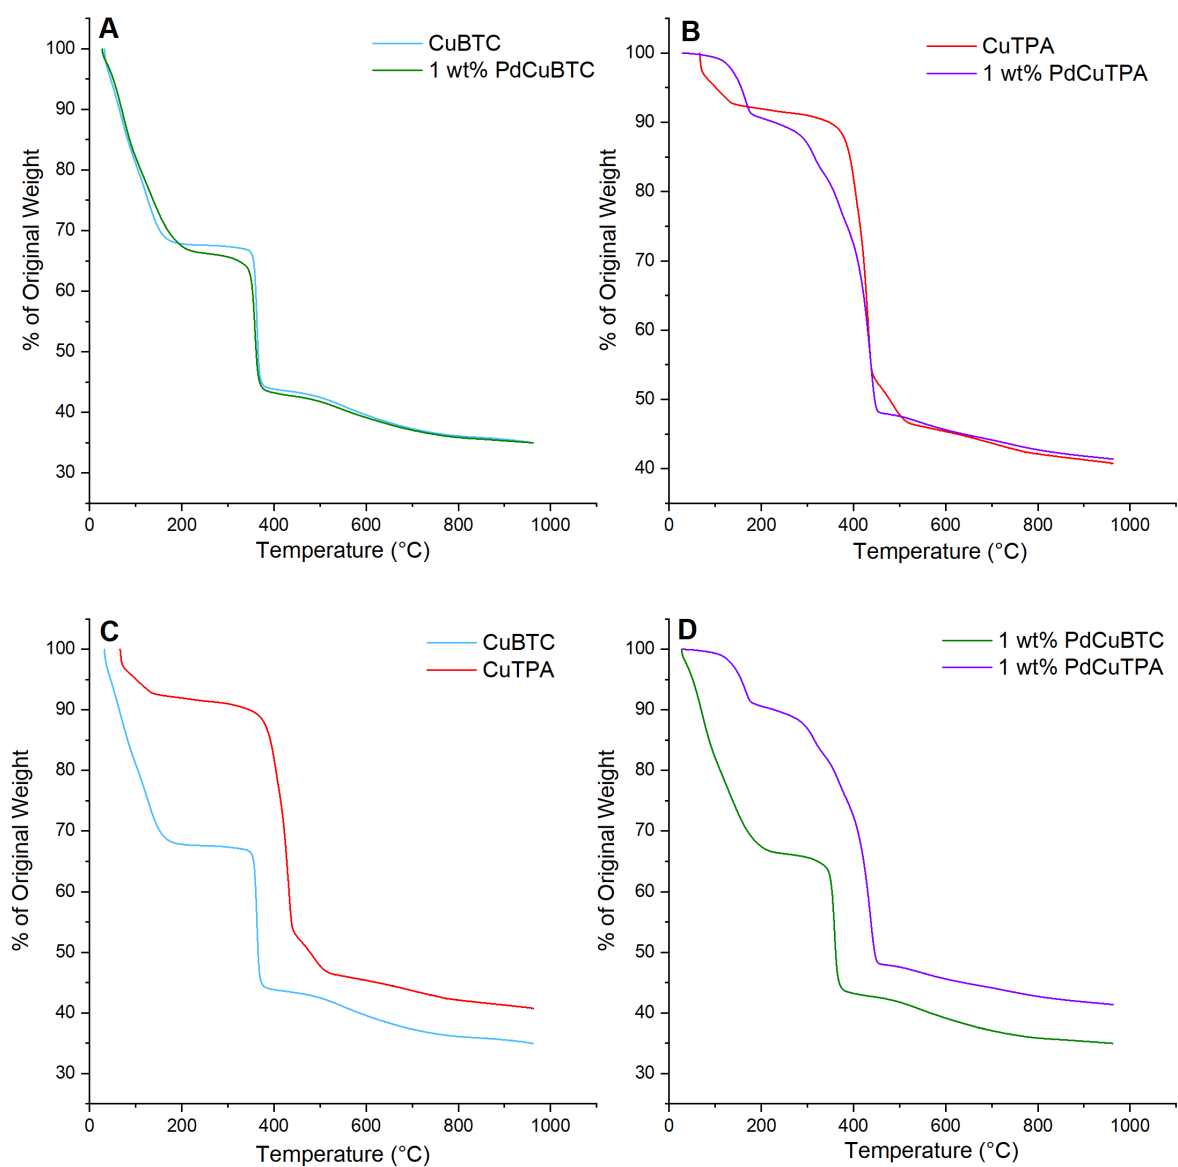 A
CuBTC
1 wt% PdCuBTC
100
90
80
70
60
50
40
30
% of Original Weight
0 200 400 600 800 1000
Temperature (°C)
B
CuTPA
1 wt% PdCuTPA
100
90
80
70
60
50
40
% of Original Weight
0 200 400 600 800 1000
Temperature (°C)
C
CuBTC
CuTPA
100
90
80
70
60
50
40
30
% of Original Weight
0 200 400 600 800 1000
Temperature (°C)
D
1 wt% PdCuBTC
1 wt% PdCuTPA
100
90
80
70
60
50
40
30
% of Original Weight
0 200 400 600 800 1000
Temperature (°C)